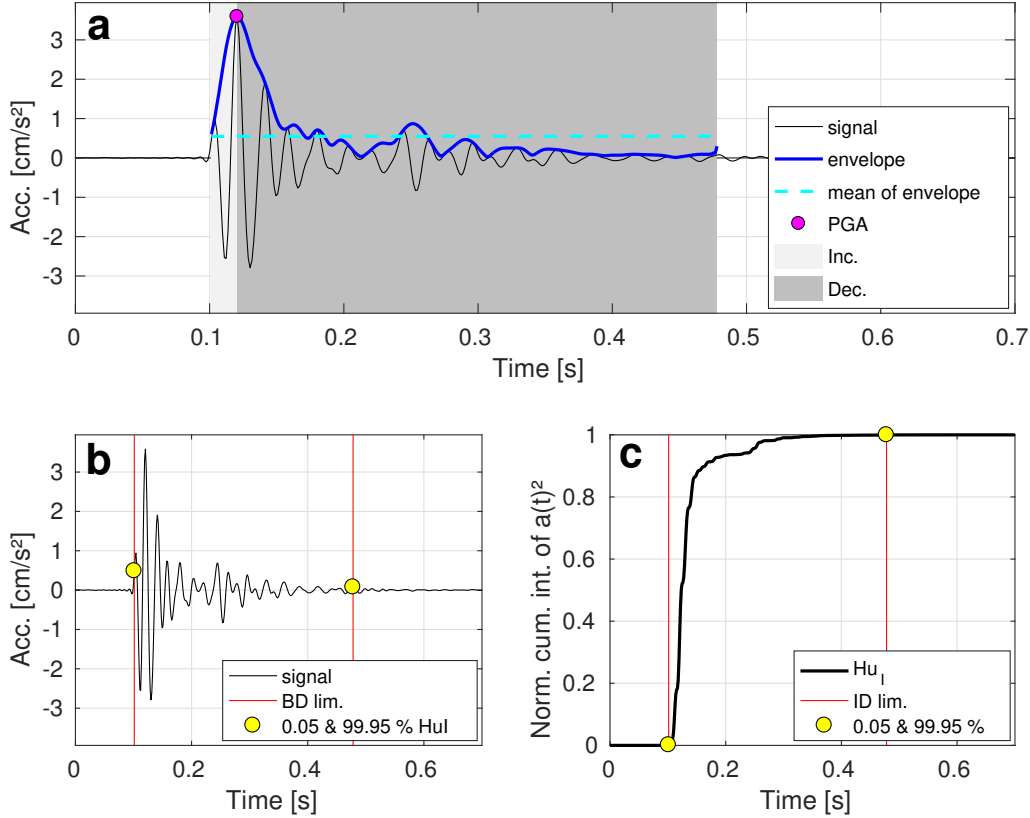 a
Acc. [cm/s²]
3
2
1
0
-1
-2
-3
0
0.1
0.2
0.3
0.4
0.5
0.6
0.7
Time [s]
signal
envelope
mean of envelope
PGA
Inc.
Dec.
b
Acc. [cm/s²]
3
2
1
0
-1
-2
-3
0
0.2
0.4
0.6
Time [s]
signal
BD lim.
0.05 & 99.95 % HuI
c
Norm. cum. int. of a(t)²
1
0.8
0.6
0.4
0.2
0
0
0.2
0.4
0.6
Time [s]
Hu_I
ID lim.
0.05 & 99.95 %